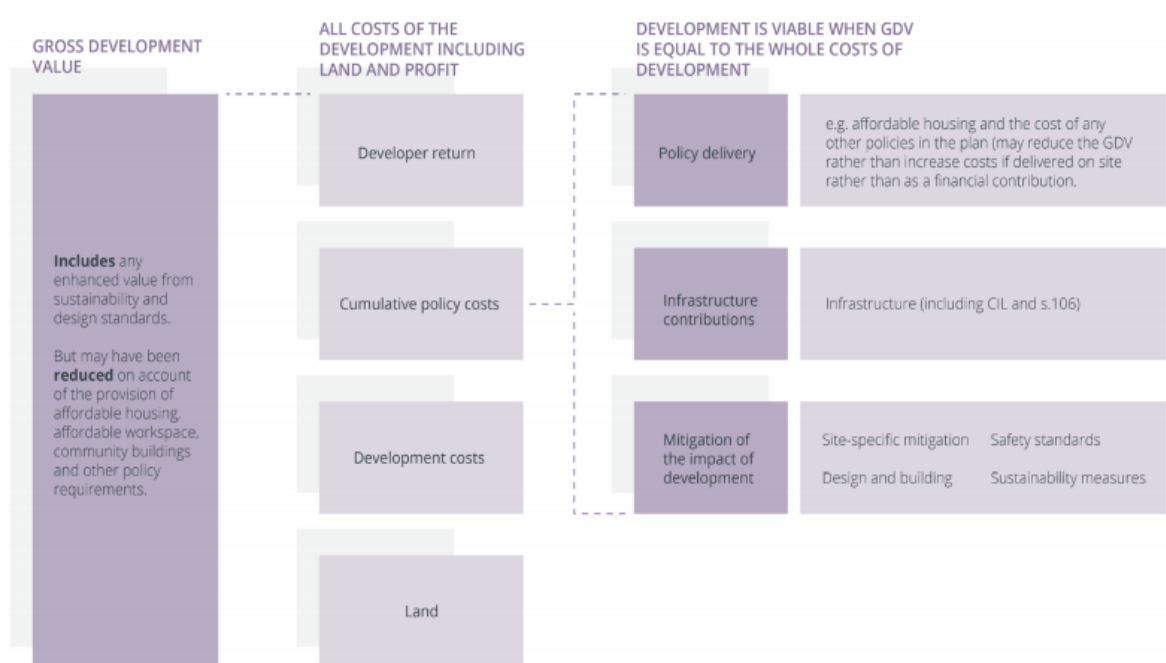 GROSS DEVELOPMENT
VALUE
Includes any
enhanced value from
sustainability and
design standards.
But may have been
reduced on account
of the provision of
affordable housing,
affordable workspace,
community buildings
and other policy
requirements.
ALL COSTS OF THE
DEVELOPMENT INCLUDING
LAND AND PROFIT
Developer return
Cumulative policy costs
Development costs
Land
DEVELOPMENT IS VIABLE WHEN GDV
IS EQUAL TO THE WHOLE COSTS OF
DEVELOPMENT
Policy delivery
e.g. affordable housing and the cost of any
other policies in the plan (may reduce the GDV
rather than increase costs if delivered on site
rather than as a financial contribution.
Infrastructure
contributions
Infrastructure (including CIL and s.106)
Mitigation of
the impact of
development
Site-specific mitigation
Safety standards
Design and building
Sustainability measures